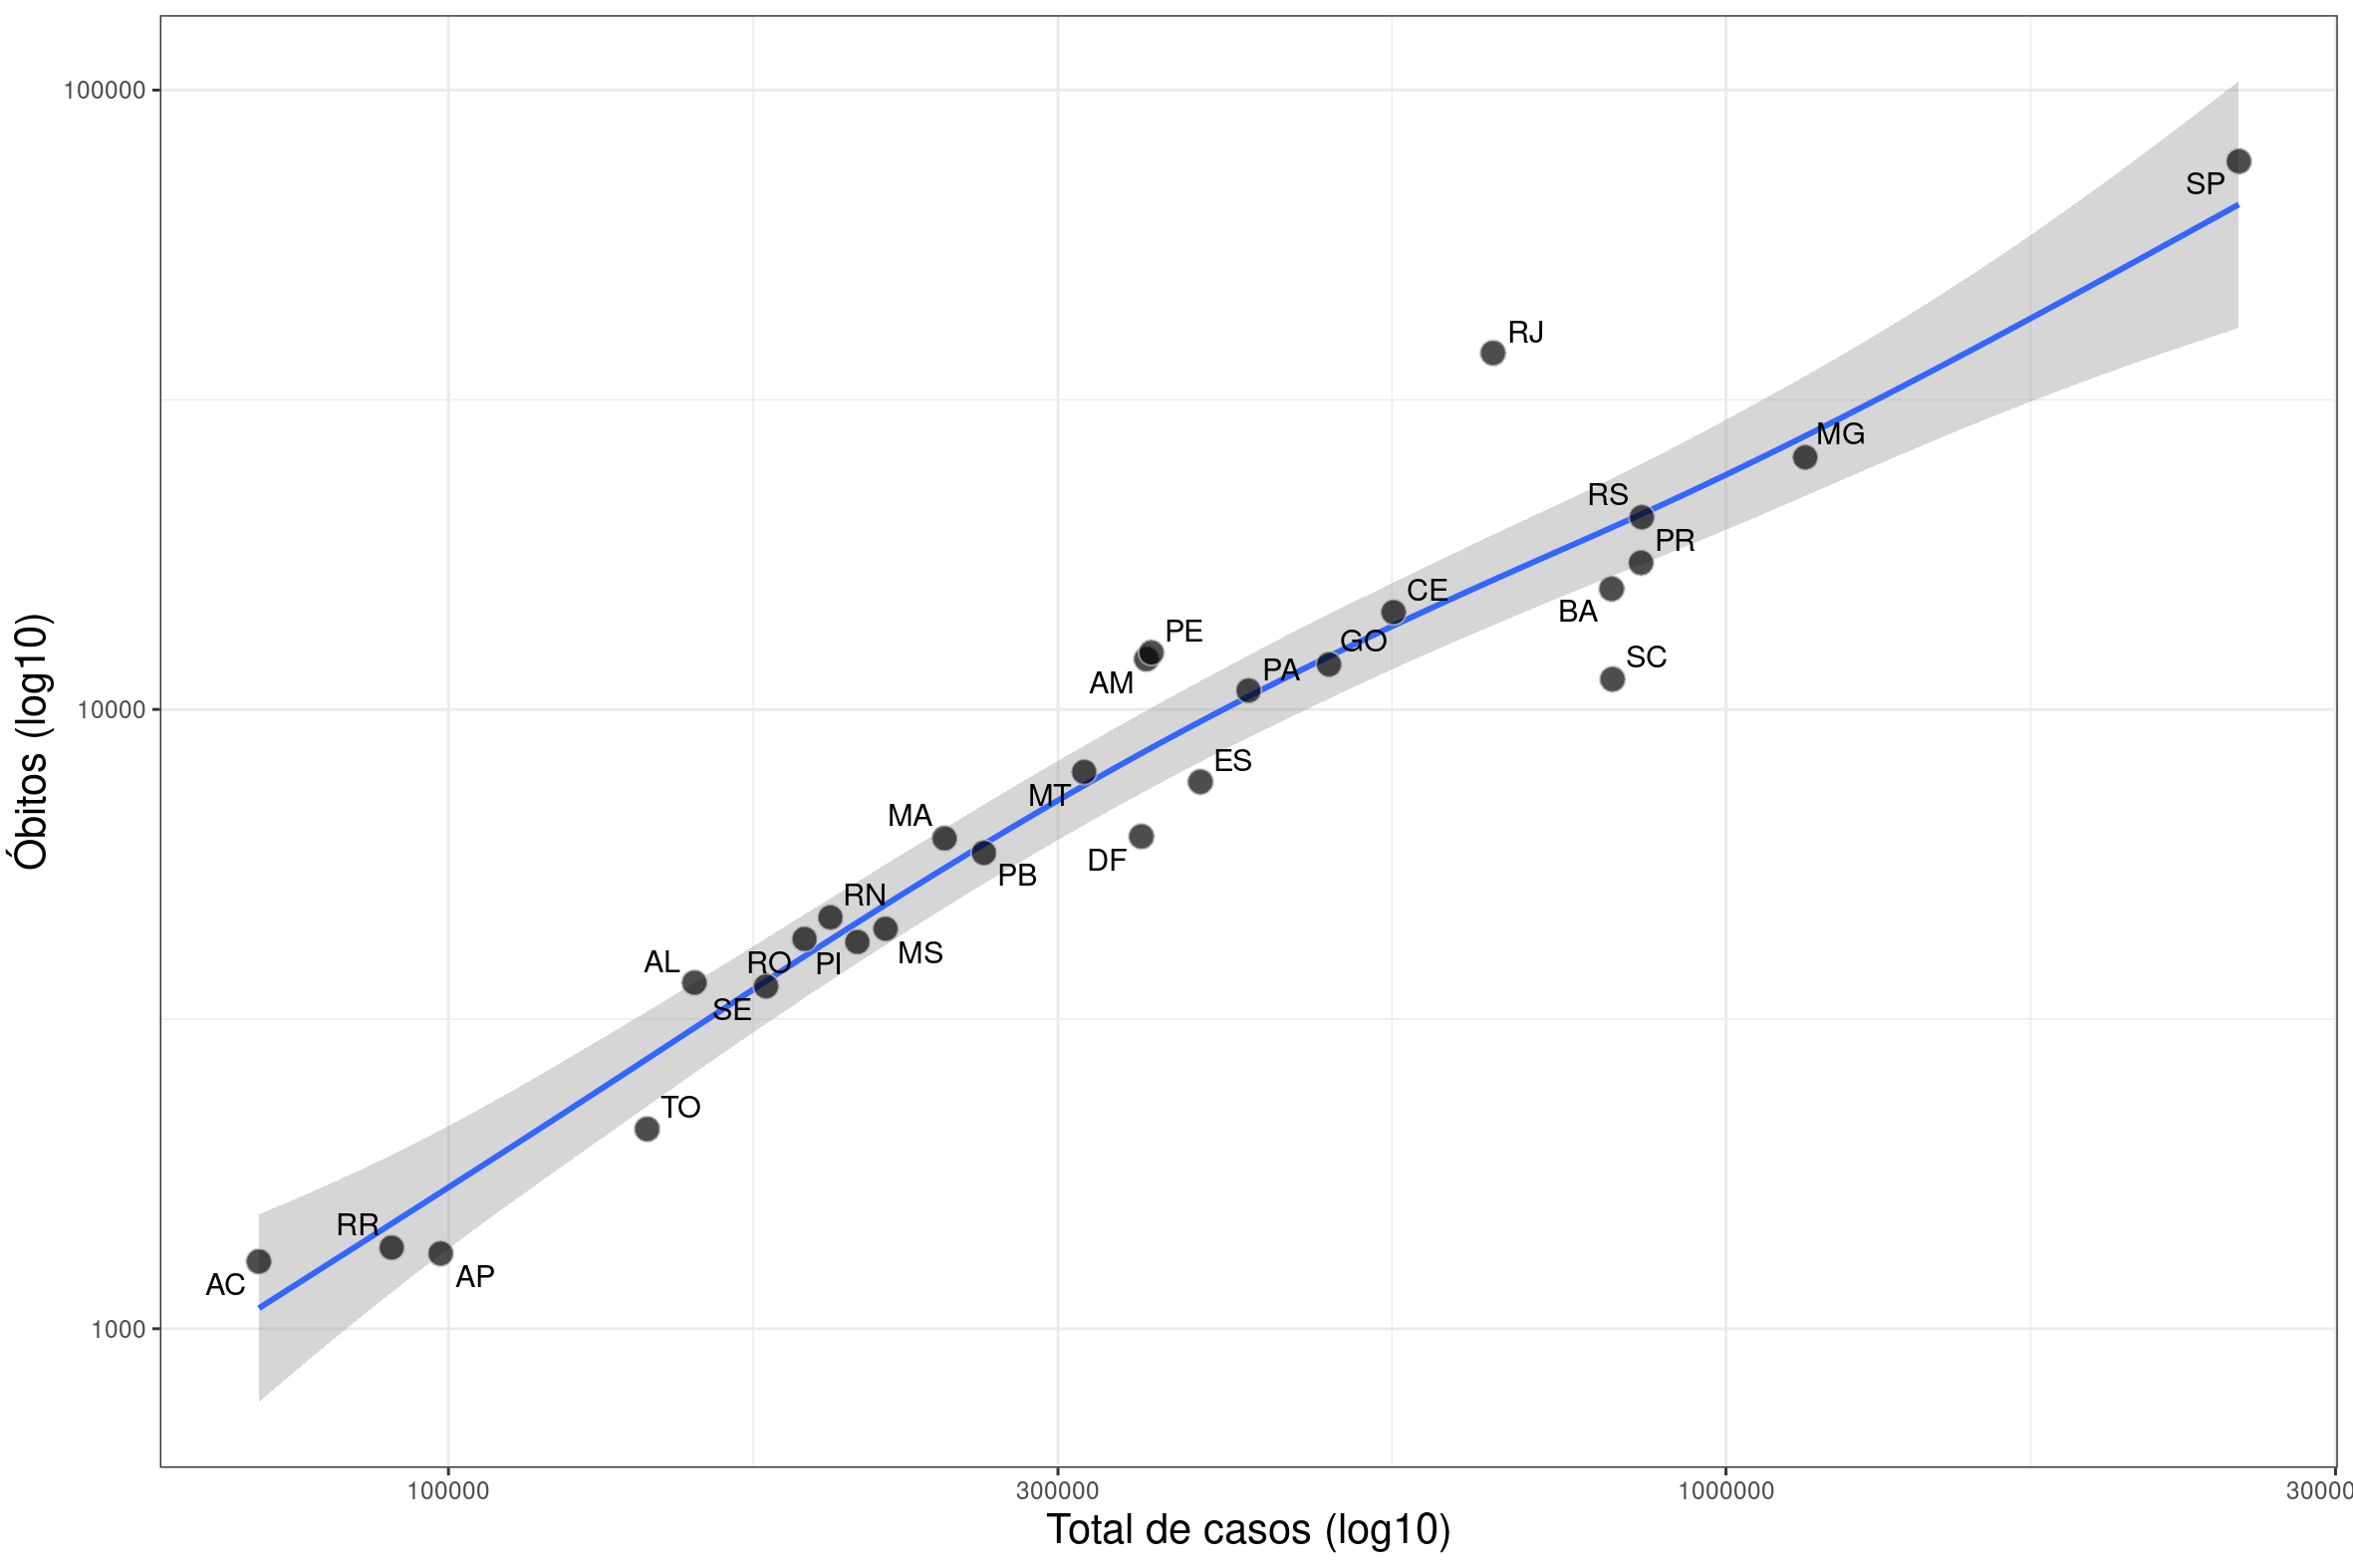 100000
SP
RJ
MG
RS
PR
CE
BA
PE
GO
SC
PA
AM
10000
ES
MT
MA
DF
PB
RN
MS
AL
RO
PI
SE
TO
RR
AP
AC
1000
Óbitos (log10)
100000 300000 1000000 30000
Total de casos (log10)